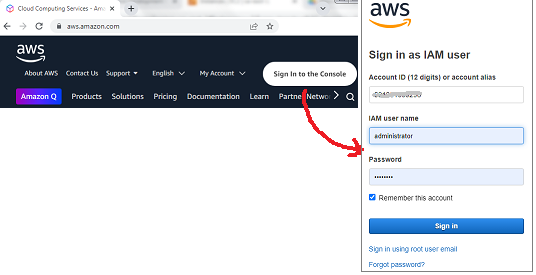 Cloud Computing Services - Ama
aws.amazon.com
aws
About AWS Contact Us Support English My Account Sign In to the Console
Amazon Q Products Solutions Pricing Documentation Learn Partne Netwo
aws
Sign in as IAM user
Account ID (12 digits) or account alias
IAM user name
administrator
Password
••••••••
Remember this account
Sign in
Sign in using root user email
Forgot password?